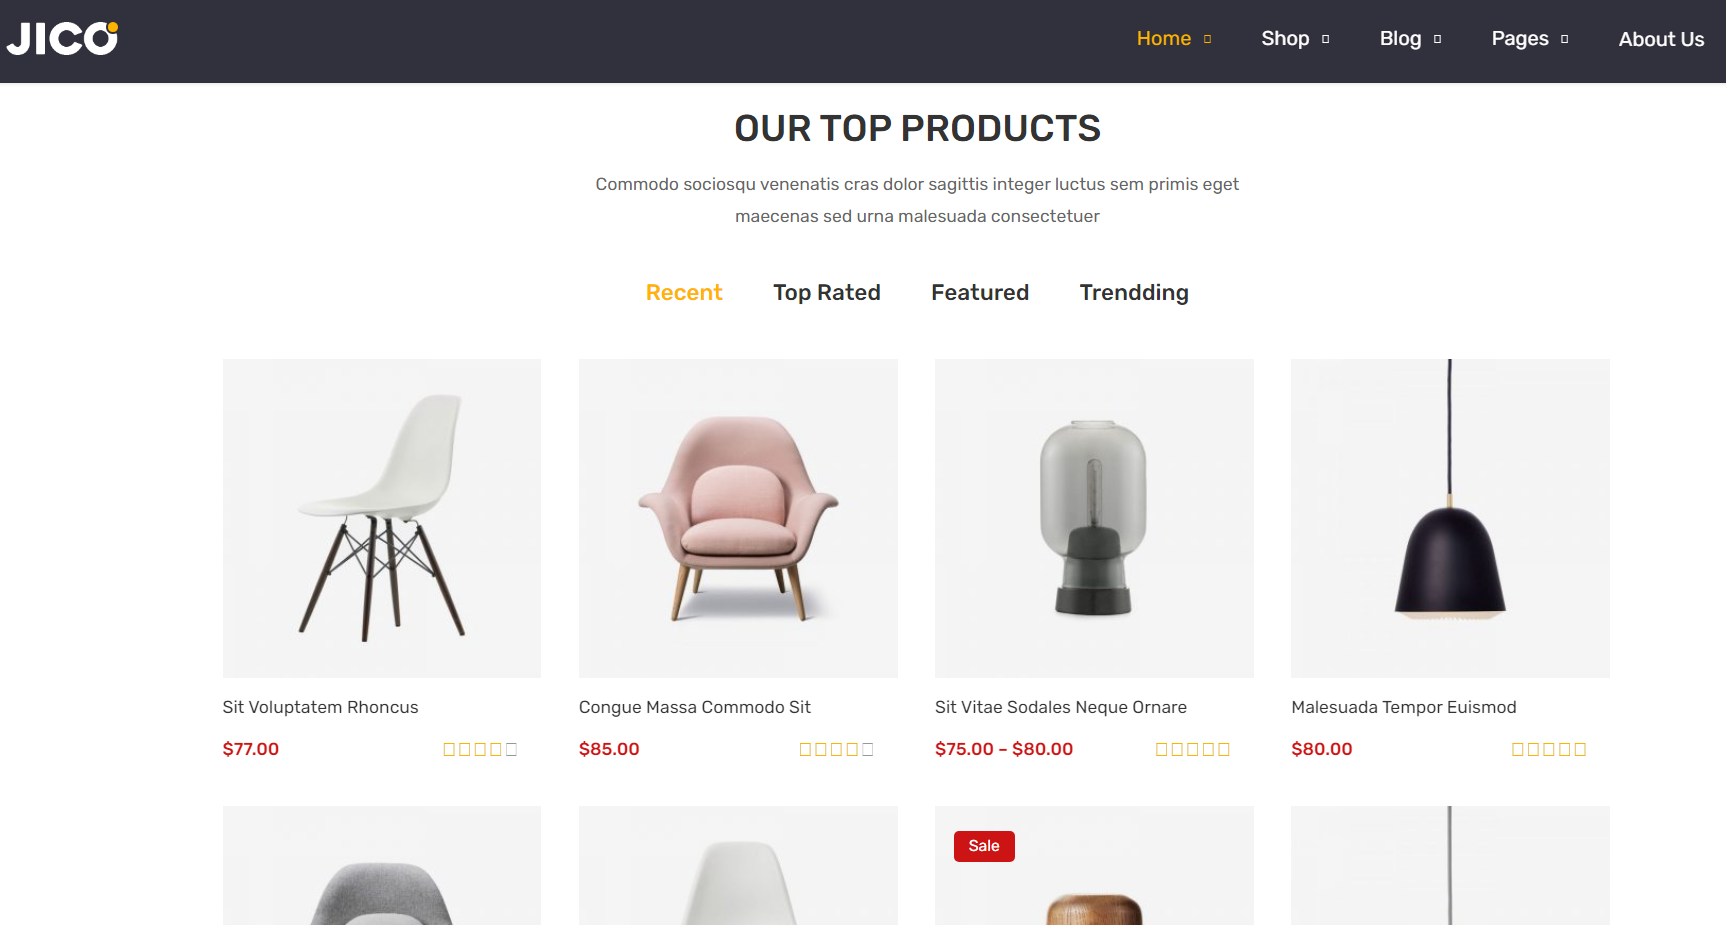 JICO
Home Shop Blog Pages About Us
OUR TOP PRODUCTS
Commodo sociosqu venenatis cras dolor sagittis integer luctus sem primis eget
maecenas sed urna malesuada consectetuer
Recent Top Rated Featured Trendding
Sit Voluptatem Rhoncus
$77.00
Congue Massa Commodo Sit
$85.00
Sit Vitae Sodales Neque Ornare
$75.00 – $80.00
Malesuada Tempor Euismod
$80.00
Sale